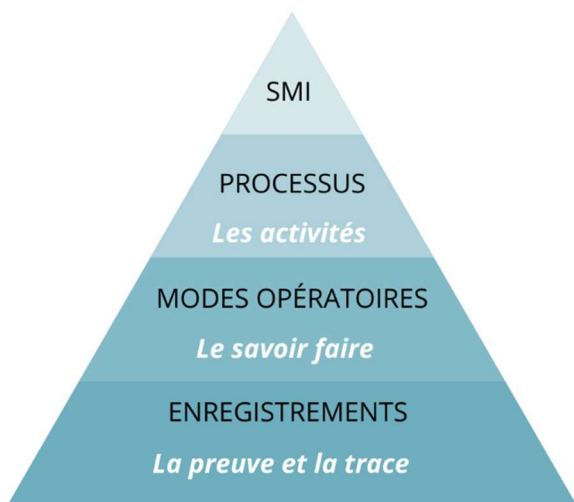 SMI
PROCESSUS
Les activités
MODES OPÉRATOIRES
Le savoir faire
ENREGISTREMENTS
La preuve et la trace